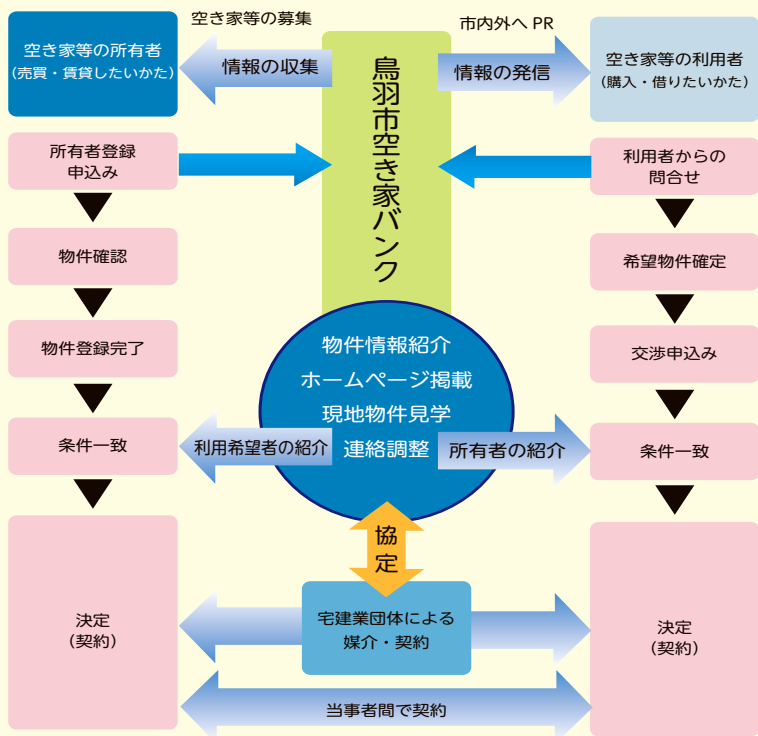 空き家等の募集
市内外へ PR
空き家等の所有者
(売買・賃貸したいかた)
情報の収集
鳥羽市空き家バンク
情報の発信
空き家等の利用者
(購入・借りたいかた)
所有者登録
申込み
利用者からの
問合せ
物件確認
希望物件確定
物件登録完了
交渉申込み
物件情報紹介
ホームページ掲載
現地物件見学
連絡調整
条件一致
利用希望者の紹介
所有者の紹介
条件一致
協定
決定
(契約)
宅建業団体による
媒介・契約
決定
(契約)
当事者間で契約